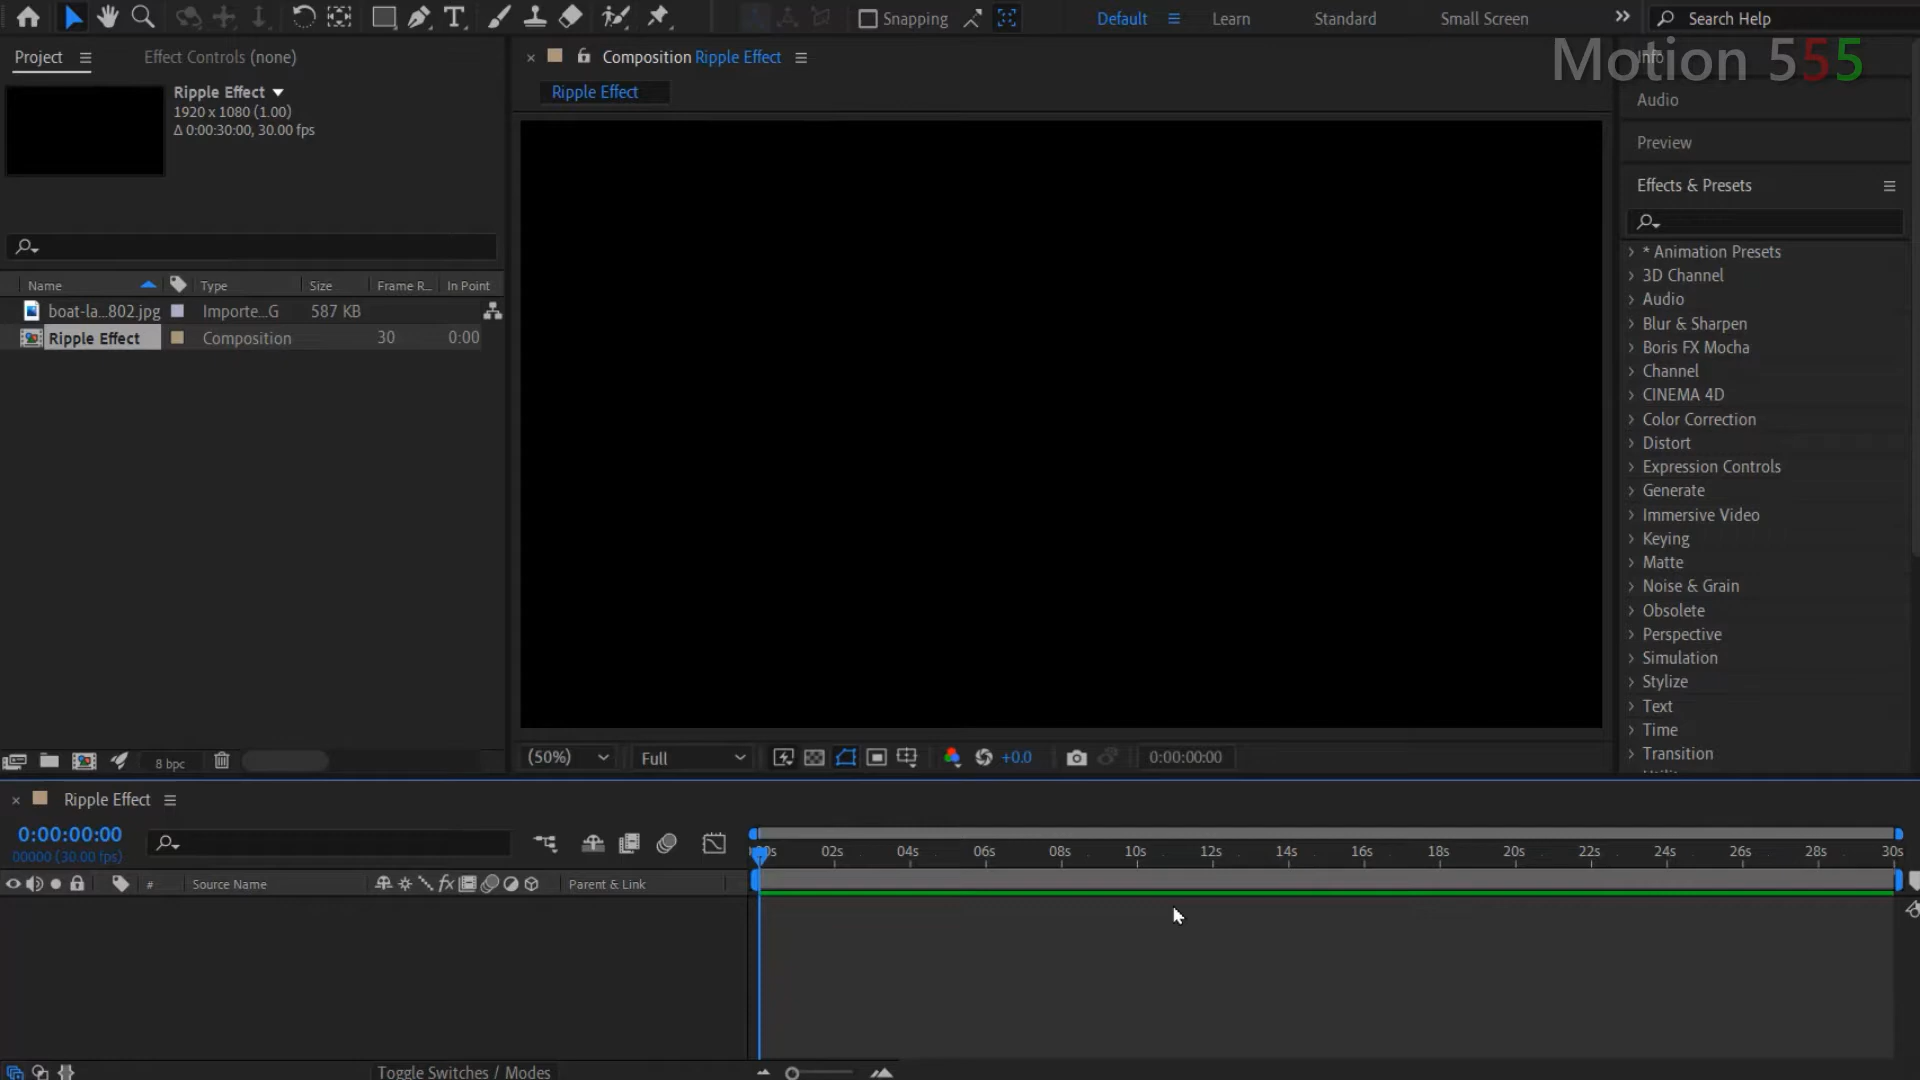 Snapping
Default
Learn
Standard
Small Screen
Search Help
Motion 555
Project
Effect Controls (none)
Composition Ripple Effect
Info
Ripple Effect
1920 x 1080 (1.00)
Δ 0:00:30:00, 30.00 fps
Ripple Effect
Audio
Preview
Effects & Presets
Name
Type
Size
Frame R...
In Point
boat-la...802.jpg
Importe...G
587 KB
Ripple Effect
Composition
30
0:00
* Animation Presets
3D Channel
Audio
Blur & Sharpen
Boris FX Mocha
Channel
CINEMA 4D
Color Correction
Distort
Expression Controls
Generate
Immersive Video
Keying
Matte
Noise & Grain
Obsolete
Perspective
Simulation
Stylize
Text
Time
Transition
8 bpc
(50%)
Full
+0.0
0:00:00:00
Ripple Effect
0:00:00:00
00000 (30.00 fps)
02s 04s 06s 08s 10s 12s 14s 16s 18s 20s 22s 24s 26s 28s 30s
#
Source Name
fx
Parent & Link
Toggle Switches / Modes